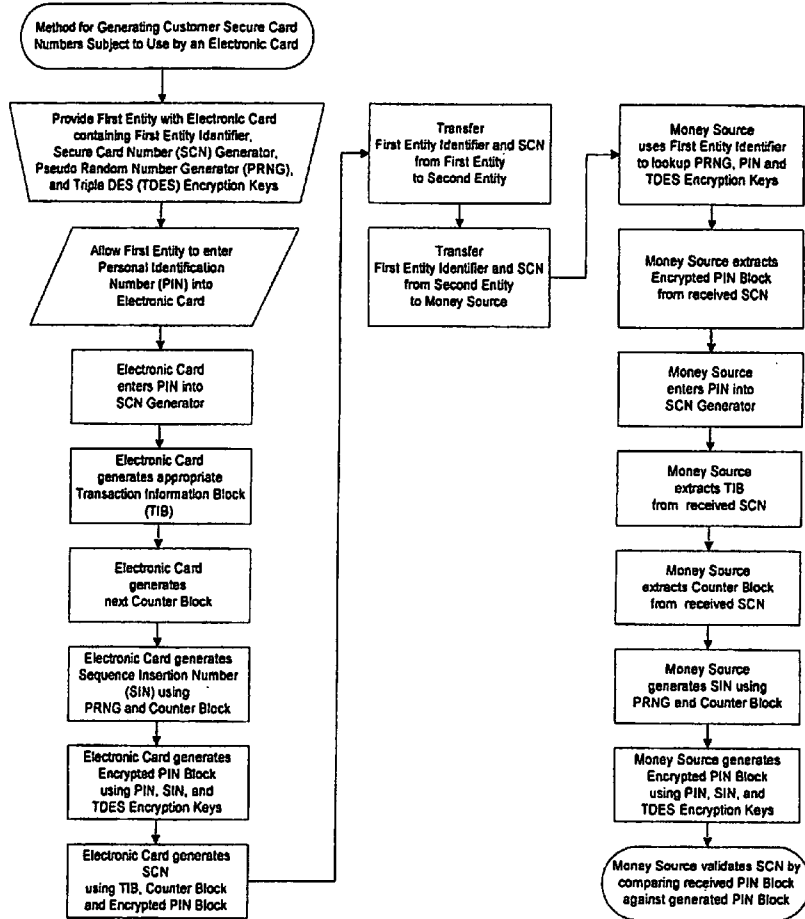 Method for Generating Customer Secure Card
Numbers Subject to Use by an Electronic Card
Provide First Entity with Electronic Card
containing First Entity Identifier,
Secure Card Number (SCN) Generator,
Pseudo Random Number Generator (PRNG),
and Triple DES (TDES) Encryption Keys
Allow First Entity to enter
Personal Identification
Number (PIN) into
Electronic Card
Electronic Card
enters PIN into
SCN Generator
Electronic Card
generates appropriate
Transaction Information Block
(TIB)
Electronic Card
generates
next Counter Block
Electronic Card generates
Sequence Insertion Number
(SIN) using
PRNG and Counter Block
Electronic Card generates
Encrypted PIN Block
using PIN, SIN, and
TDES Encryption Keys
Electronic Card generates
SCN
using TIB, Counter Block
and Encrypted PIN Block
Transfer
First Entity Identifier and SCN
from First Entity
to Second Entity
Transfer
First Entity Identifier and SCN
from Second Entity
to Money Source
Money Source
uses First Entity Identifier
to lookup PRNG, PIN and
TDES Encryption Keys
Money Source extracts
Encrypted PIN Block
from received SCN
Money Source
enters PIN into
SCN Generator
Money Source
extracts TIB
from received SCN
Money Source
extracts Counter Block
from received SCN
Money Source
generates SIN using
PRNG and Counter Block
Money Source generates
Encrypted PIN Block
using PIN, SIN, and
TDES Encryption Keys
Money Source validates SCN by
comparing received PIN Block
against generated PIN Block